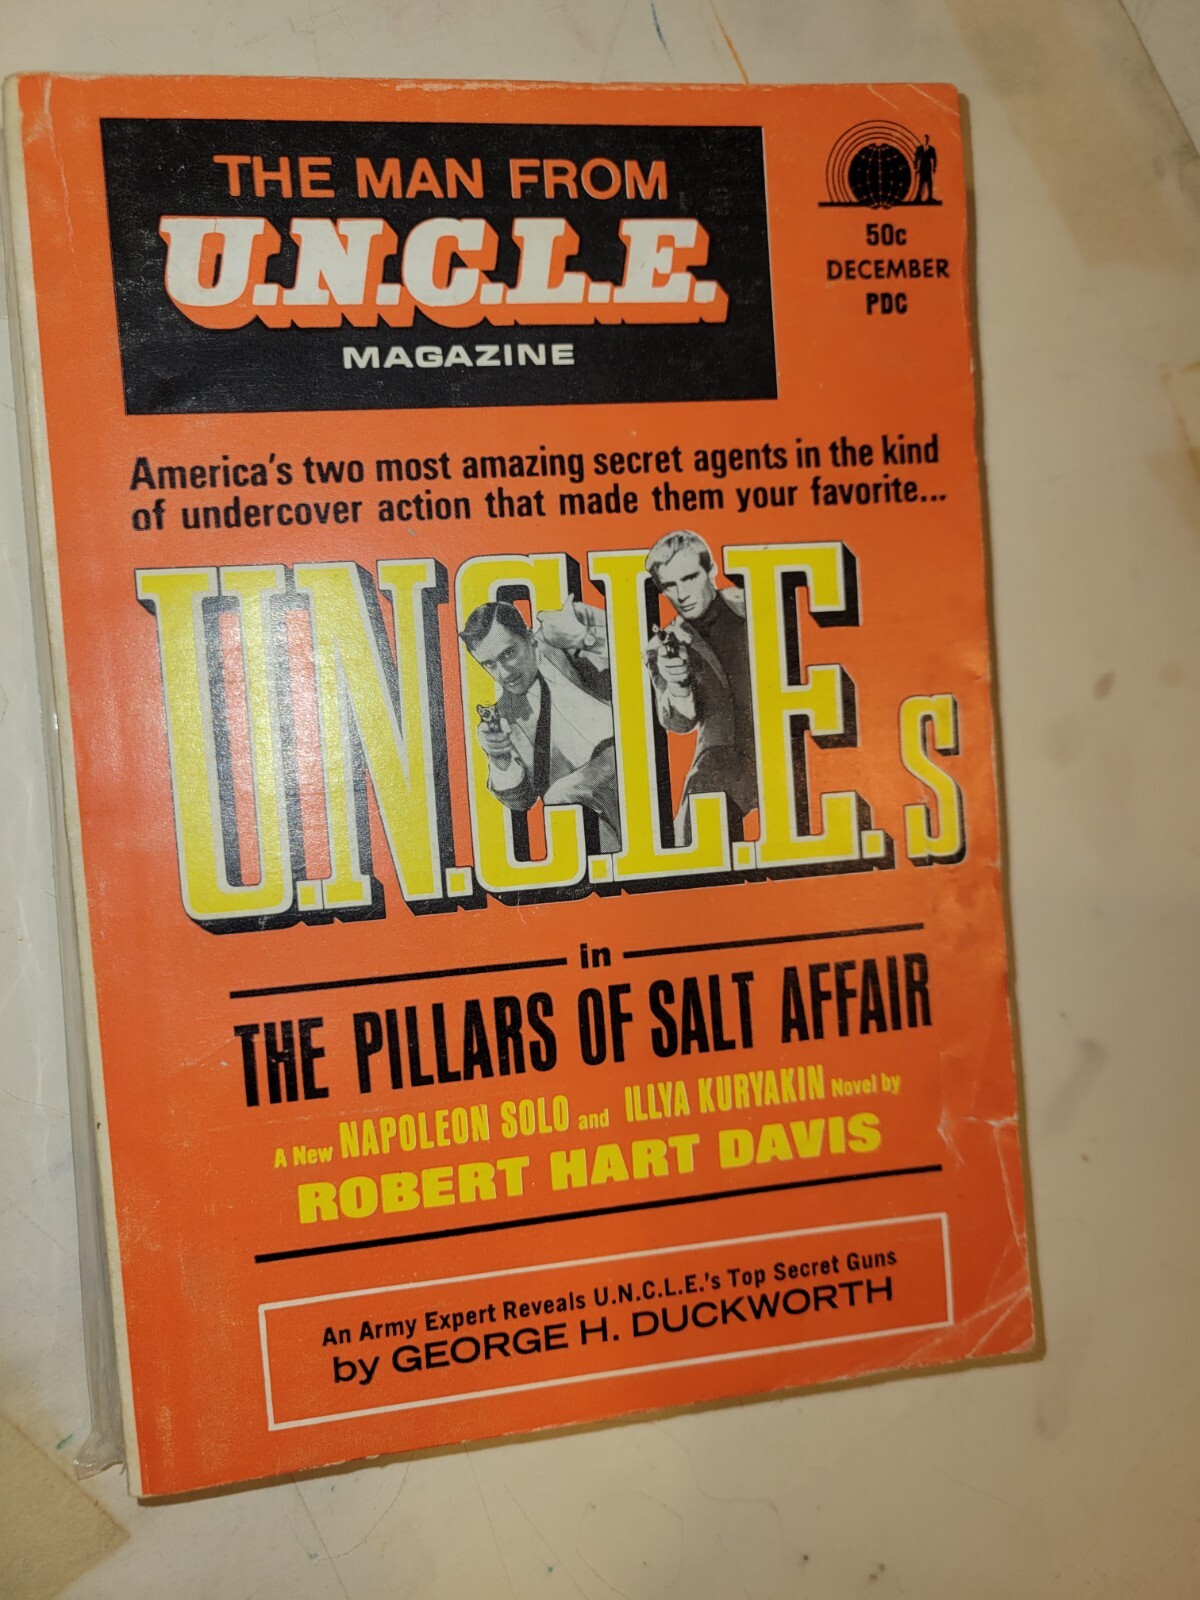 THE MAN FROM
U.N.C.L.E.
MAGAZINE
50c
DECEMBER
PDC
America's two most amazing secret agents in the kind
of undercover action that made them your favorite...
U.N.C.L.E.s
in
THE PILLARS OF SALT AFFAIR
A New NAPOLEON SOLO and ILLYA KURYAKIN Novel by
ROBERT HART DAVIS
An Army Expert Reveals U.N.C.L.E.'s Top Secret Guns
by GEORGE H. DUCKWORTH